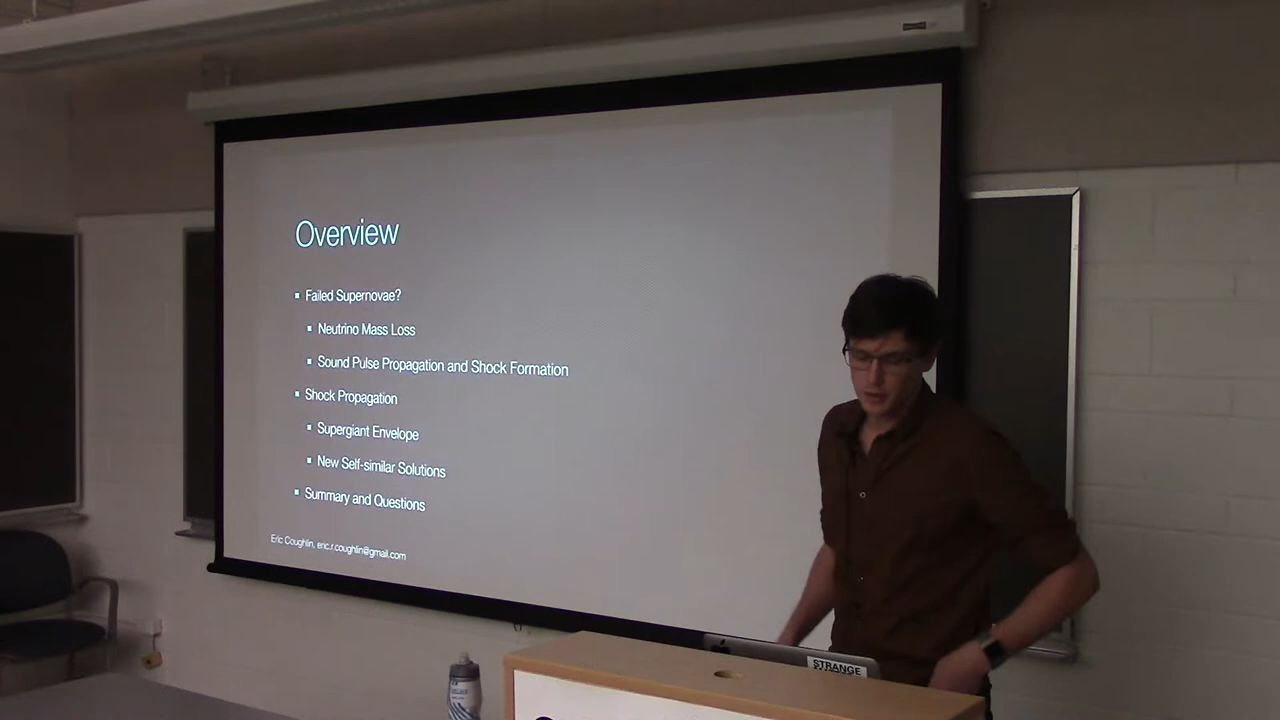 Overview
Failed Supernovae?
Neutrino Mass Loss
Sound Pulse Propagation and Shock Formation
Shock Propagation
Supergiant Envelope
New Self-similar Solutions
Summary and Questions
Eric Coughlin, eric.r.coughlin@gmail.com
STRANGE